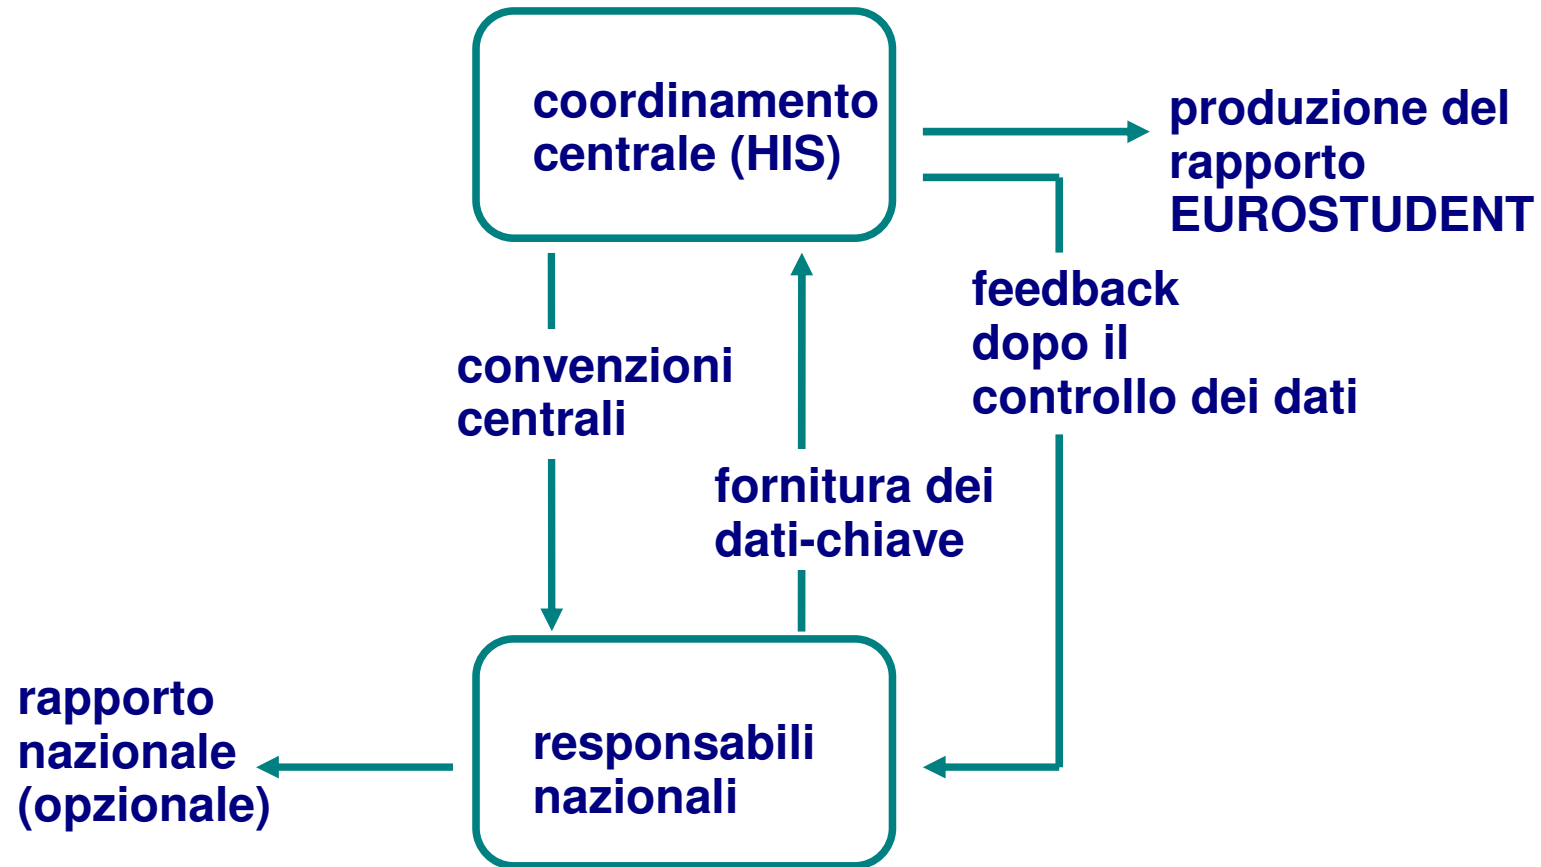 coordinamento
centrale (HIS)
produzione del
rapporto
EUROSTUDENT
feedback
dopo il
controllo dei dati
convenzioni
centrali
fornitura dei
dati-chiave
rapporto
nazionale
(opzionale)
responsabili
nazionali